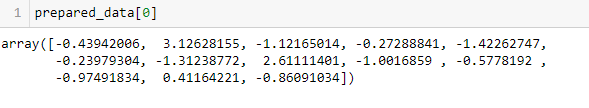 1 prepared_data[0]
array([-0.43942006, 3.12628155, -1.12165014, -0.27288841, -1.42262747,
-0.23979304, -1.31238772, 2.61111401, -1.0016859 , -0.5778192 ,
-0.97491834, 0.41164221, -0.86091034])